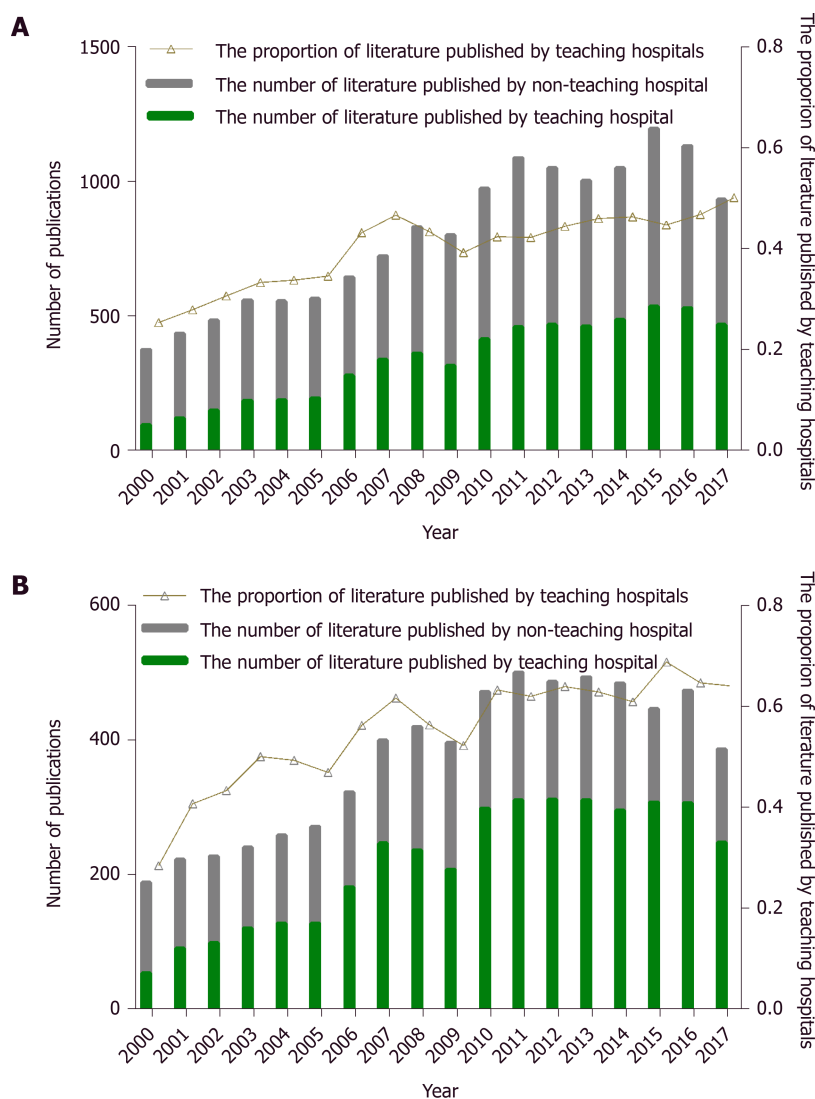 A
1500
1000
500
0
Number of publications
The proportion of literature published by teaching hospitals
The number of literature published by non-teaching hospital
The number of literature published by teaching hospital
0.8
0.6
0.4
0.2
0.0
The proporion of literature published by teaching hospitals
2000 2001 2002 2003 2004 2005 2006 2007 2008 2009 2010 2011 2012 2013 2014 2015 2016 2017
Year
B
600
400
200
0
Number of publications
The proportion of literature published by teaching hospitals
The number of literature published by non-teaching hospital
The number of literature published by teaching hospital
0.8
0.6
0.4
0.2
0.0
The proporion of literature published by teaching hospitals
2000 2001 2002 2003 2004 2005 2006 2007 2008 2009 2010 2011 2012 2013 2014 2015 2016 2017
Year